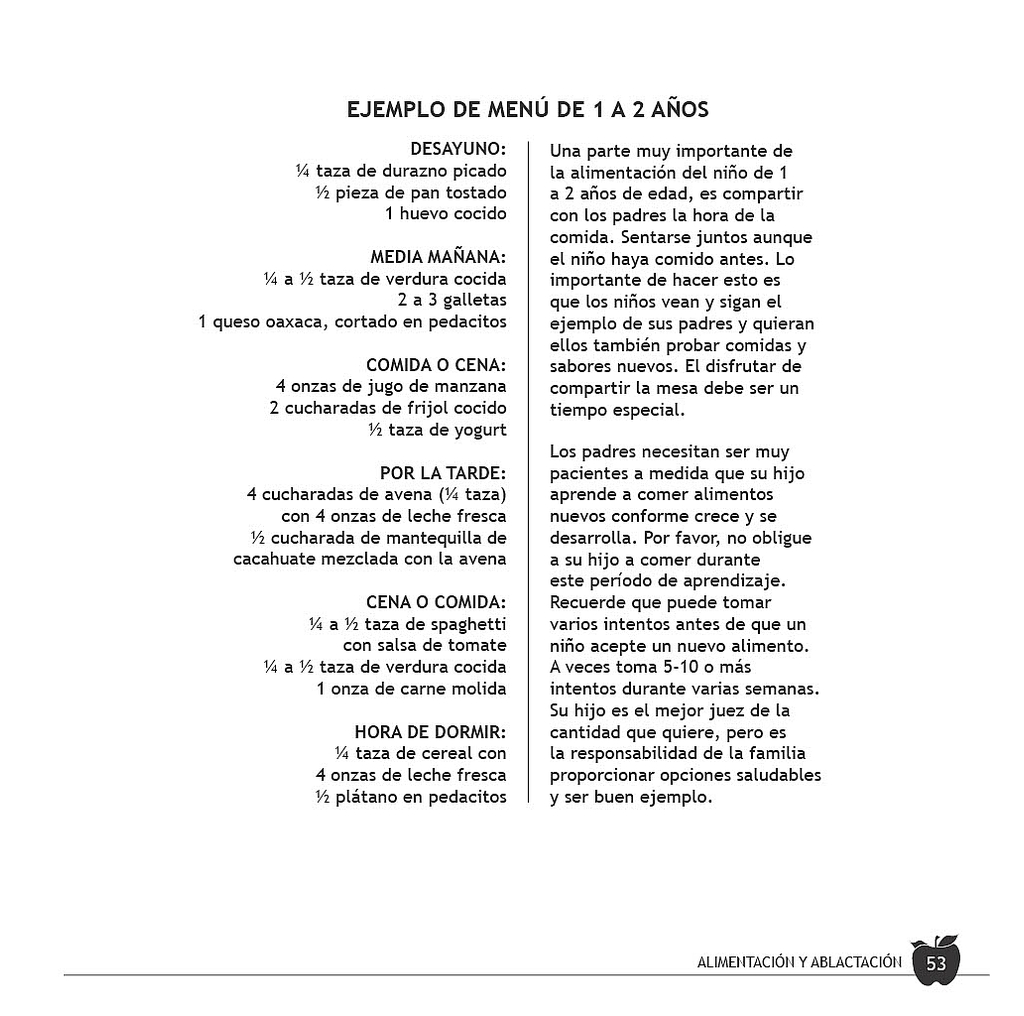 EJEMPLO DE MENÚ DE 1 A 2 AÑOS
DESAYUNO:
¼ taza de durazno picado
½ pieza de pan tostado
1 huevo cocido
MEDIA MAÑANA:
¼ a ½ taza de verdura cocida
2 a 3 galletas
1 queso oaxaca, cortado en pedacitos
COMIDA O CENA:
4 onzas de jugo de manzana
2 cucharadas de frijol cocido
½ taza de yogurt
POR LA TARDE:
4 cucharadas de avena (¼ taza)
con 4 onzas de leche fresca
½ cucharada de mantequilla de
cacahuate mezclada con la avena
CENA O COMIDA:
¼ a ½ taza de spaghetti
con salsa de tomate
¼ a ½ taza de verdura cocida
1 onza de carne molida
HORA DE DORMIR:
¼ taza de cereal con
4 onzas de leche fresca
½ plátano en pedacitos
Una parte muy importante de
la alimentación del niño de 1
a 2 años de edad, es compartir
con los padres la hora de la
comida. Sentarse juntos aunque
el niño haya comido antes. Lo
importante de hacer esto es
que los niños vean y sigan el
ejemplo de sus padres y quieran
ellos también probar comidas y
sabores nuevos. El disfrutar de
compartir la mesa debe ser un
tiempo especial.
Los padres necesitan ser muy
pacientes a medida que su hijo
aprende a comer alimentos
nuevos conforme crece y se
desarrolla. Por favor, no obligue
a su hijo a comer durante
este período de aprendizaje.
Recuerde que puede tomar
varios intentos antes de que un
niño acepte un nuevo alimento.
A veces toma 5-10 o más
intentos durante varias semanas.
Su hijo es el mejor juez de la
cantidad que quiere, pero es
la responsabilidad de la familia
proporcionar opciones saludables
y ser buen ejemplo.
ALIMENTACIÓN Y ABLACTACIÓN 53